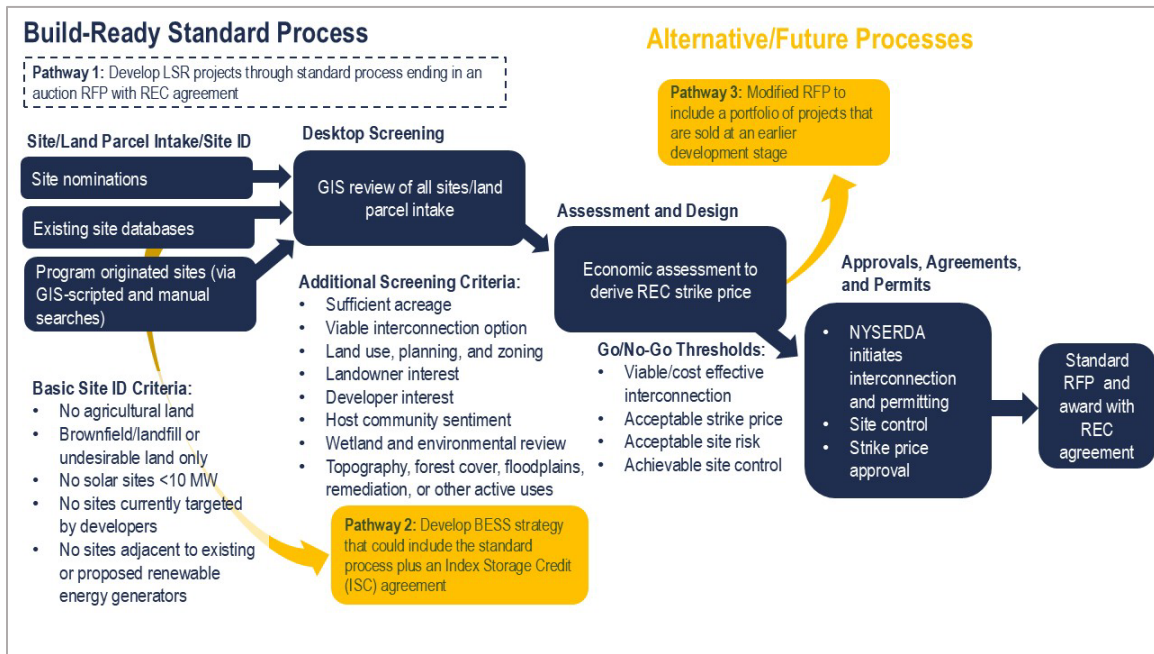 Build-Ready Standard Process
Alternative/Future Processes
Pathway 1: Develop LSR projects through standard process ending in an
auction RFP with REC agreement
Pathway 3: Modified RFP to
include a portfolio of projects that
are sold at an earlier
development stage
Site/Land Parcel Intake/Site ID
Site nominations
Existing site databases
Program originated sites (via
GIS-scripted and manual
searches)
Basic Site ID Criteria:
• No agricultural land
• Brownfield/landfill or
undesirable land only
• No solar sites <10 MW
• No sites currently targeted
by developers
• No sites adjacent to existing
or proposed renewable
energy generators
Desktop Screening
GIS review of all sites/land
parcel intake
Additional Screening Criteria:
• Sufficient acreage
• Viable interconnection option
• Land use, planning, and zoning
• Landowner interest
• Developer interest
• Host community sentiment
• Wetland and environmental review
• Topography, forest cover, floodplains,
remediation, or other active uses
Pathway 2: Develop BESS strategy
that could include the standard
process plus an Index Storage Credit
(ISC) agreement
Assessment and Design
Economic assessment to
derive REC strike price
Go/No-Go Thresholds:
• Viable/cost effective
interconnection
• Acceptable strike price
• Acceptable site risk
• Achievable site control
Approvals, Agreements,
and Permits
• NYSERDA
initiates
interconnection
and permitting
• Site control
• Strike price
approval
Standard
RFP and
award with
REC
agreement